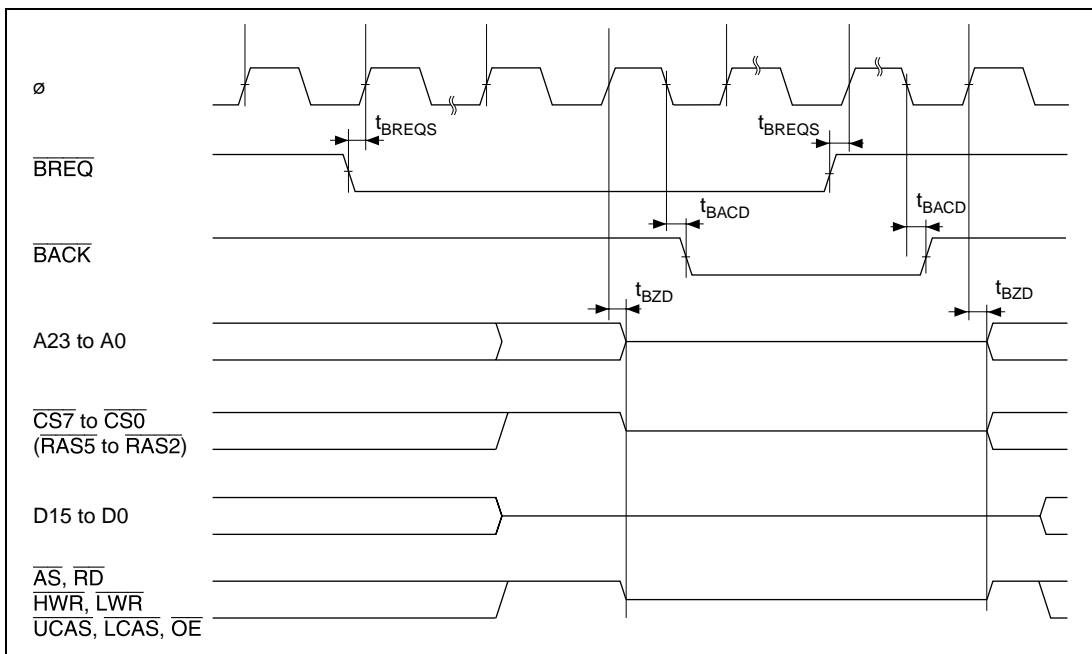 ø
tBREQS
tBREQS
BREQ
tBACD
tBACD
BACK
tBZD
tBZD
A23 to A0
CS7 to CS0
(RAS5 to RAS2)
D15 to D0
AS, RD
HWR, LWR
UCAS, LCAS, OE